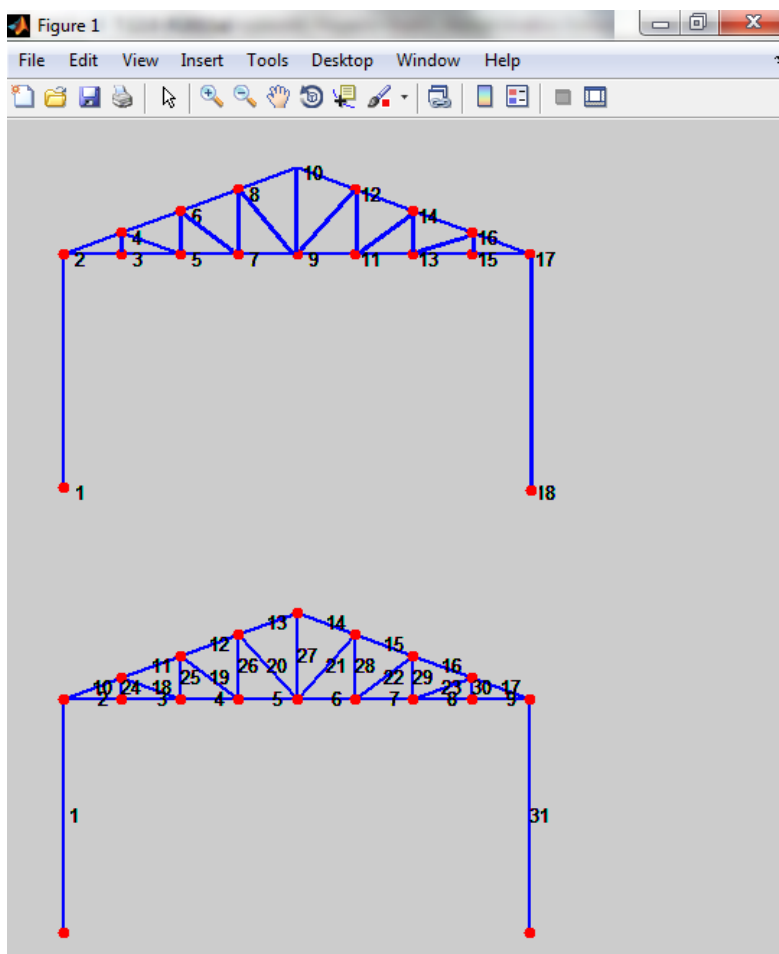 Figure 1
File Edit View Insert Tools Desktop Window Help
10
8 12
6 14
4 16
2 3 5 7 9 11 13 15 17
1 18
13 14
12 15
11 26 20 27 21 28 16
10 24 18 25 19 22 29 23 30 17
2 3 4 5 6 7 8 9
1 31